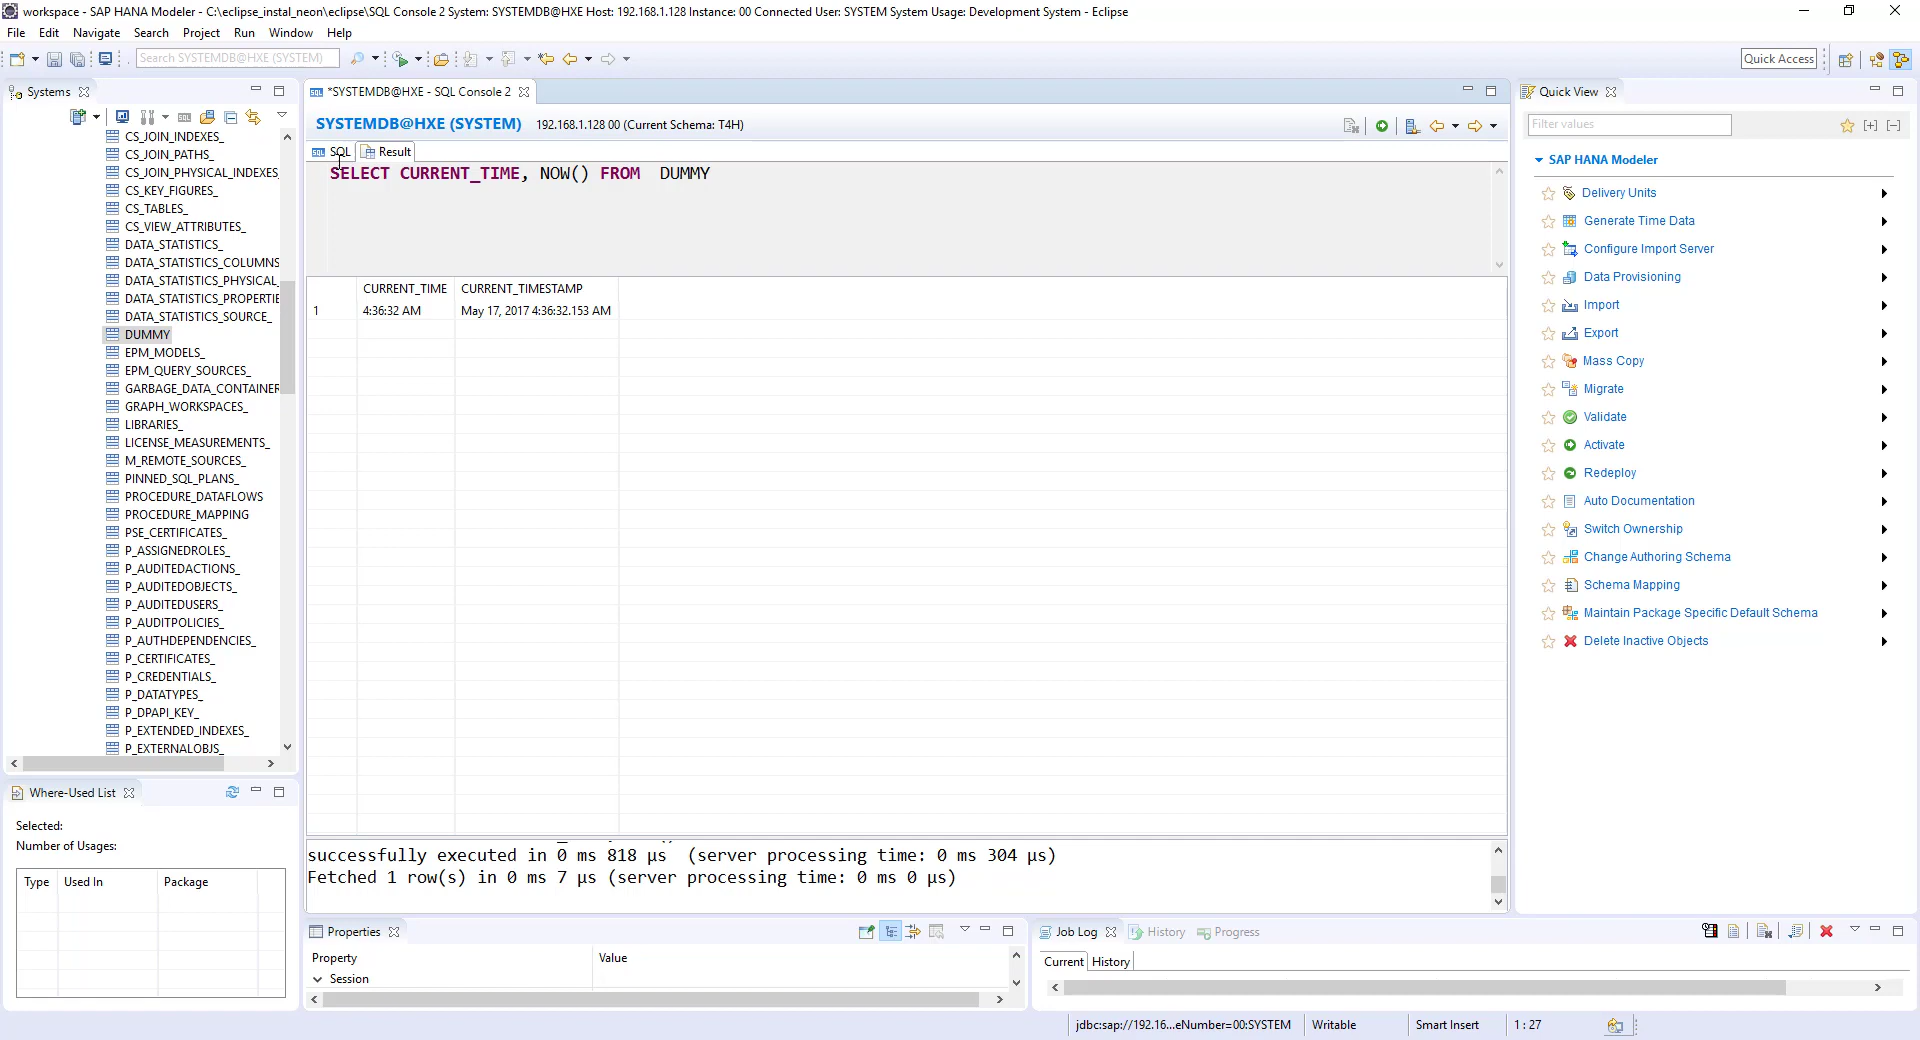 workspace - SAP HANA Modeler - C:\eclipse_instal_neon\eclipse\SQL Console 2 System: SYSTEMDB@HXE Host: 192.168.1.128 Instance: 00 Connected User: SYSTEM System Usage: Development System - Eclipse
File Edit Navigate Search Project Run Window Help
Search SYSTEMDB@HXE (SYSTEM)
Quick Access
Systems
CS_JOIN_INDEXES_
CS_JOIN_PATHS_
CS_JOIN_PHYSICAL_INDEXES_
CS_KEY_FIGURES_
CS_TABLES_
CS_VIEW_ATTRIBUTES_
DATA_STATISTICS_
DATA_STATISTICS_COLUMNS
DATA_STATISTICS_PHYSICAL_
DATA_STATISTICS_PROPERTIE
DATA_STATISTICS_SOURCE_
DUMMY
EPM_MODELS_
EPM_QUERY_SOURCES_
GARBAGE_DATA_CONTAINER
GRAPH_WORKSPACES_
LIBRARIES_
LICENSE_MEASUREMENTS_
M_REMOTE_SOURCES_
PINNED_SQL_PLANS_
PROCEDURE_DATAFLOWS
PROCEDURE_MAPPING
PSE_CERTIFICATES_
P_ASSIGNEDROLES_
P_AUDITEDACTIONS_
P_AUDITEDOBJECTS_
P_AUDITEDUSERS_
P_AUDITPOLICIES_
P_AUTHDEPENDENCIES_
P_CERTIFICATES_
P_CREDENTIALS_
P_DATATYPES_
P_DPAPI_KEY_
P_EXTENDED_INDEXES_
P_EXTERNALOBJS_
Where-Used List
Selected:
Number of Usages:
Type Used In Package
*SYSTEMDB@HXE - SQL Console 2
SYSTEMDB@HXE (SYSTEM) 192.168.1.128 00 (Current Schema: T4H)
SQL Result
SELECT CURRENT_TIME, NOW() FROM DUMMY
CURRENT_TIME CURRENT_TIMESTAMP
1 4:36:32 AM May 17, 2017 4:36:32.153 AM
successfully executed in 0 ms 818 µs (server processing time: 0 ms 304 µs)
Fetched 1 row(s) in 0 ms 7 µs (server processing time: 0 ms 0 µs)
Properties
Property Value
Session
Job Log History Progress
Current History
Quick View
Filter values
SAP HANA Modeler
Delivery Units
Generate Time Data
Configure Import Server
Data Provisioning
Import
Export
Mass Copy
Migrate
Validate
Activate
Redeploy
Auto Documentation
Switch Ownership
Change Authoring Schema
Schema Mapping
Maintain Package Specific Default Schema
Delete Inactive Objects
jdbc:sap://192.16...eNumber=00:SYSTEM Writable Smart Insert 1 : 27